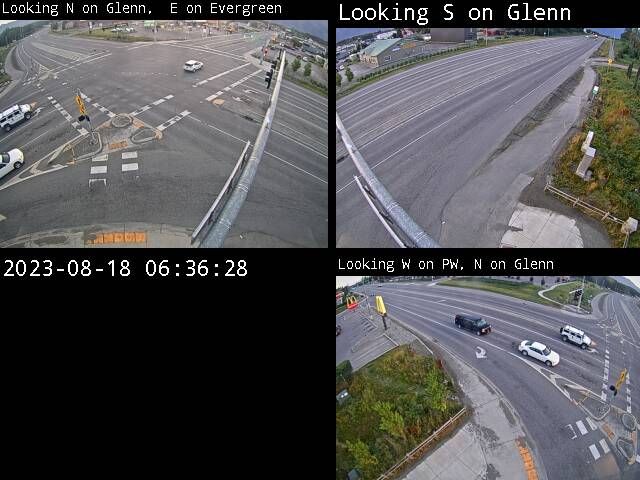 Looking N on Glenn, E on Evergreen
Looking S on Glenn
2023-08-18 06:36:28
Looking W on PW, N on Glenn